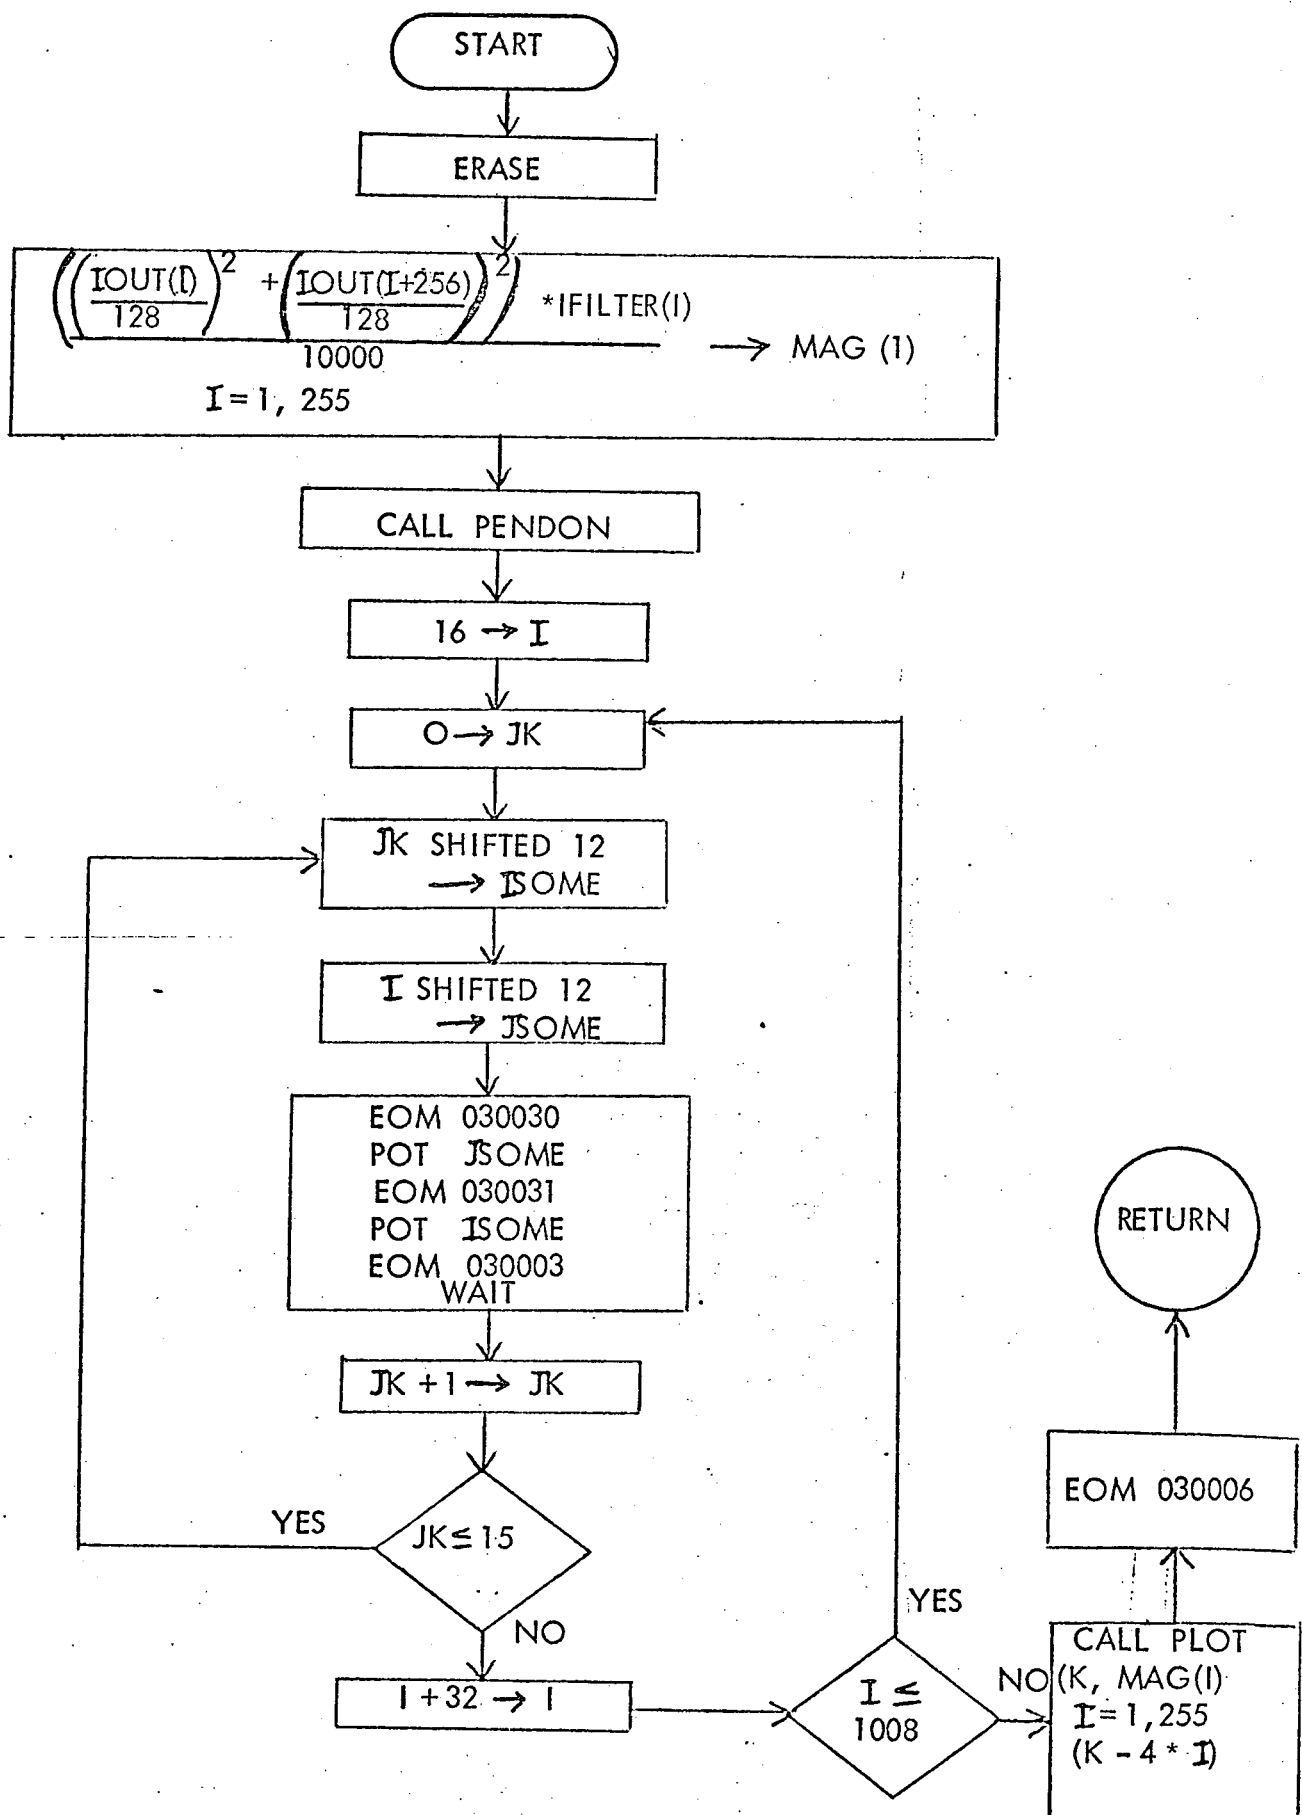 START
ERASE
((IOUT(I)/128)² + (IOUT(I+256)/128)²) *IFILTER(I)
10000
→ MAG (1)
I = 1, 255
CALL PENDON
16 → I
O → JK
JK SHIFTED 12
→ ISOME
I SHIFTED 12
→ JSOME
EOM 030030
POT JSOME
EOM 030031
POT ISOME
EOM 030003
WAIT
JK + 1 → JK
JK ≤ 15
YES
NO
I + 32 → I
I ≤
1008
YES
NO
CALL PLOT
(K, MAG(I)
I = 1, 255
(K - 4 * I)
EOM 030006
RETURN